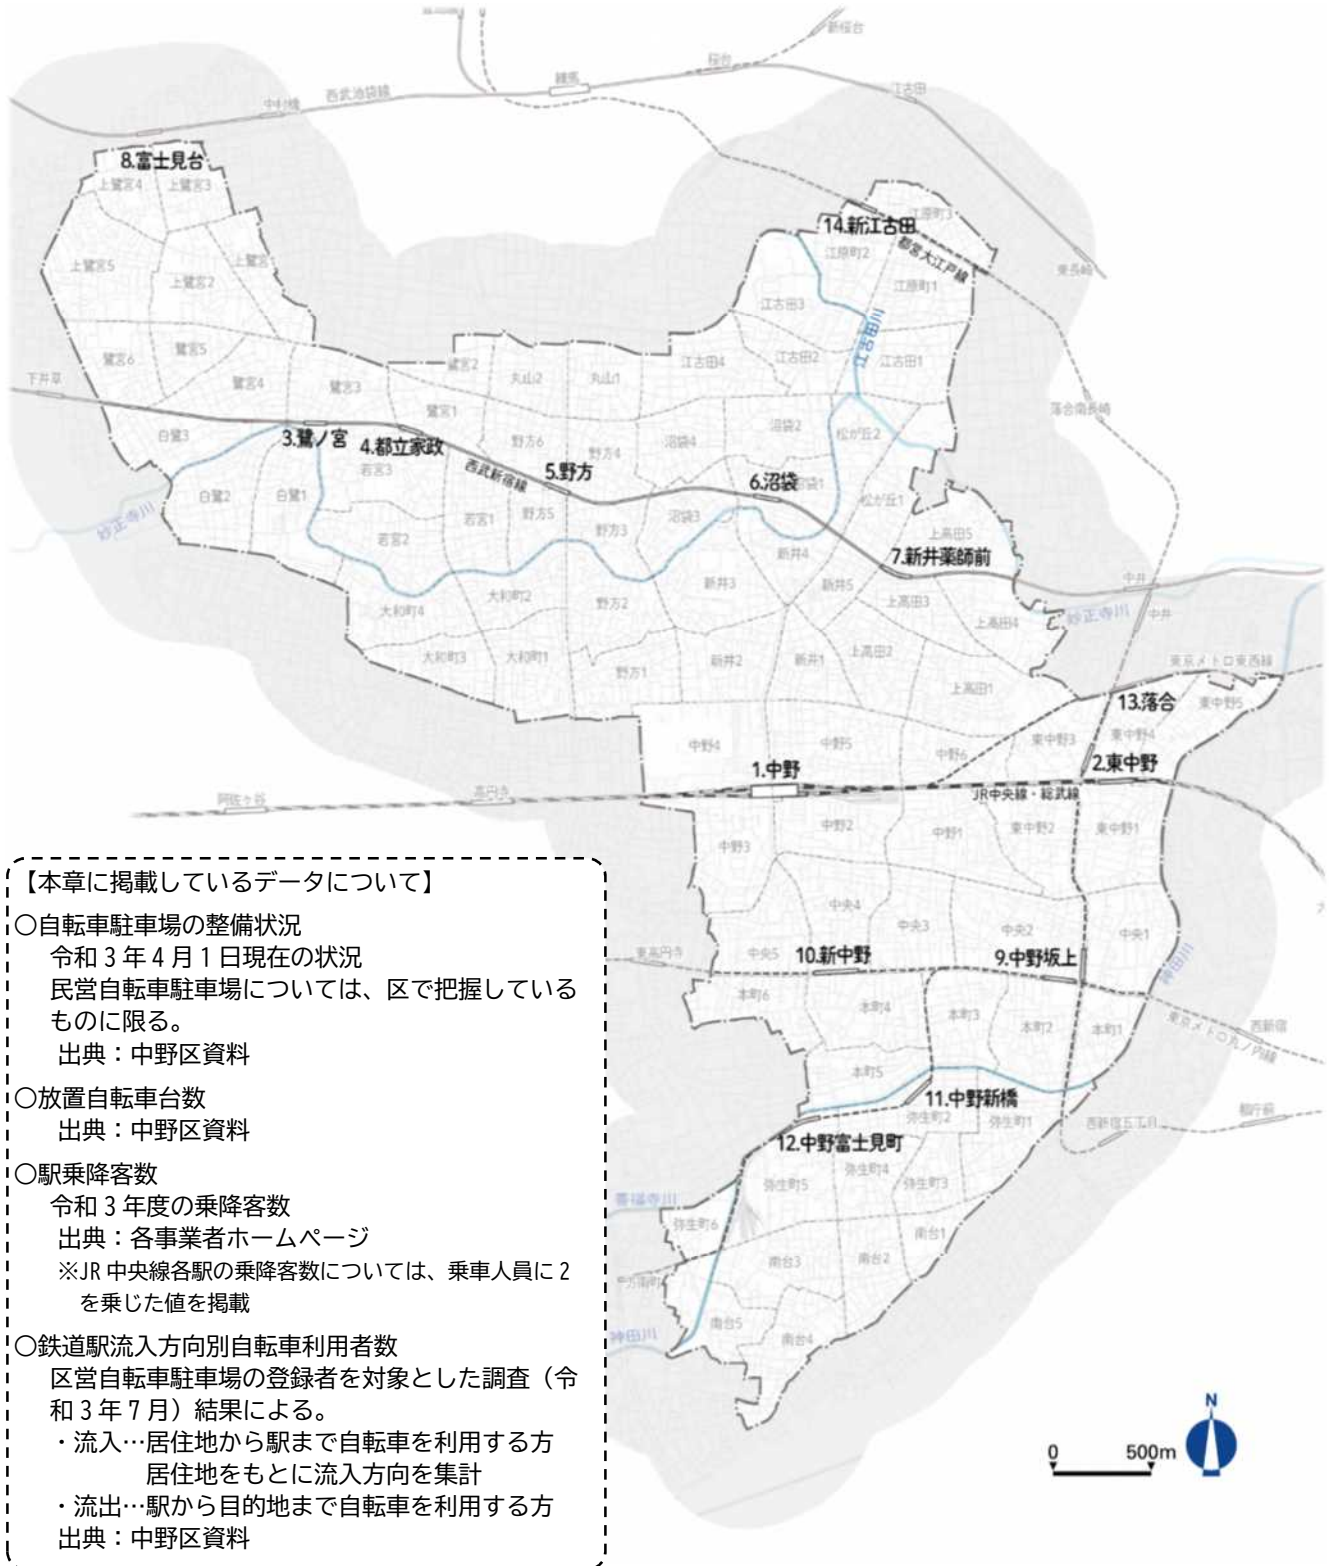 新桜台
桜台
練馬
江古田
西武池袋線
中村橋
8.富士見台
上鷺宮4
上鷺宮3
江原町3
14.新江古田
都営大江戸線
江原町2
東長崎
上鷺宮
上鷺宮5
上鷺宮2
江原町1
江古田3
江古田川
鷺宮5
鷺宮6
鷺宮2
江古田4
江古田2
江古田1
下井草
鷺宮4
鷺宮3
丸山2
丸山1
鷺宮1
落合南長崎
白鷺3
3.鷺ノ宮
4.都立家政
野方6
野方4
沼袋4
沼袋2
松が丘2
若宮3
西武新宿線
5.野方
6.沼袋
沼袋1
白鷺2
白鷺1
松が丘1
妙正寺川
若宮1
野方5
野方3
沼袋3
上高田5
若宮2
新井4
7.新井薬師前
新井3
新井5
中井
大和町4
大和町2
野方2
上高田3
上高田4
妙正寺川
中井
大和町3
大和町1
野方1
新井2
新井1
上高田2
東京メトロ東西線
上高田1
13.落合
東中野5
中野4
中野5
中野6
東中野3
東中野4
1.中野
2.東中野
阿佐ヶ谷
高円寺
JR中央線・総武線
中野3
中野2
中野1
東中野2
東中野1
中央4
中央3
中央2
中央1
東高円寺
中央5
10.新中野
9.中野坂上
神田川
本町6
本町4
本町3
本町2
本町1
東京メトロ丸ノ内線
西新宿
本町5
11.中野新橋
弥生町2
弥生町1
西新宿五丁目
都庁前
12.中野富士見町
弥生町5
弥生町4
弥生町3
善福寺川
弥生町6
南台1
南台3
南台2
神田川
南台5
南台4
【本章に掲載しているデータについて】
○自転車駐車場の整備状況
令和3年4月1日現在の状況
民営自転車駐車場については、区で把握している
ものに限る。
出典：中野区資料
○放置自転車台数
出典：中野区資料
○駅乗降客数
令和3年度の乗降客数
出典：各事業者ホームページ
※JR中央線各駅の乗降客数については、乗車人員に2
を乗じた値を掲載
○鉄道駅流入方向別自転車利用者数
区営自転車駐車場の登録者を対象とした調査（令
和3年7月）結果による。
・流入…居住地から駅まで自転車を利用する方
居住地をもとに流入方向を集計
・流出…駅から目的地まで自転車を利用する方
出典：中野区資料
N
0 500m